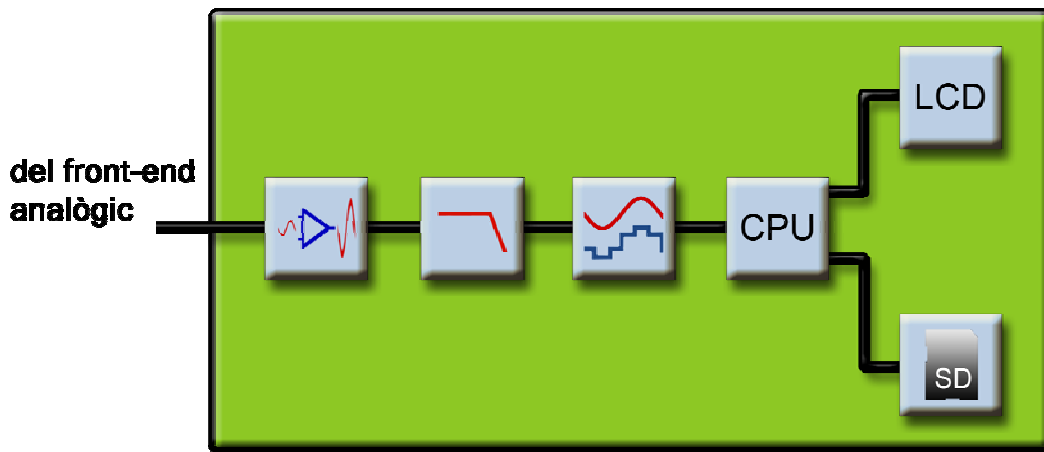 del front-end
analògic
LCD
CPU
SD